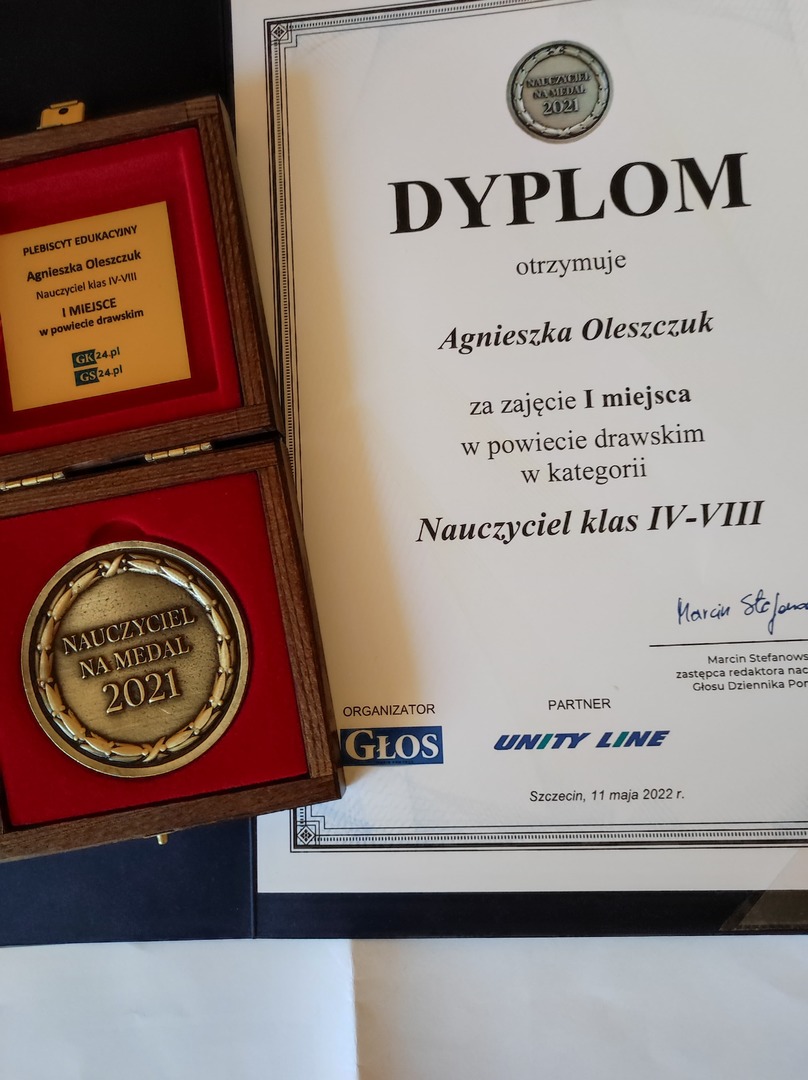 PLEBISCYT EDUKACYJNY
Agnieszka Oleszczuk
Nauczyciel klas IV-VIII
I MIEJSCE
w powiecie drawskim
GK24.pl
GS24.pl
NAUCZYCIEL
NA MEDAL
2021
NAUCZYCIEL
NA MEDAL
2021
DYPLOM
otrzymuje
Agnieszka Oleszczuk
za zajęcie I miejsca
w powiecie drawskim
w kategorii
Nauczyciel klas IV-VIII
Marcin
Marcin Stefanows
zastępca redaktora nac
Głosu Dziennika Por
ORGANIZATOR
GŁOS
PARTNER
UNITY LINE
Szczecin, 11 maja 2022 r.